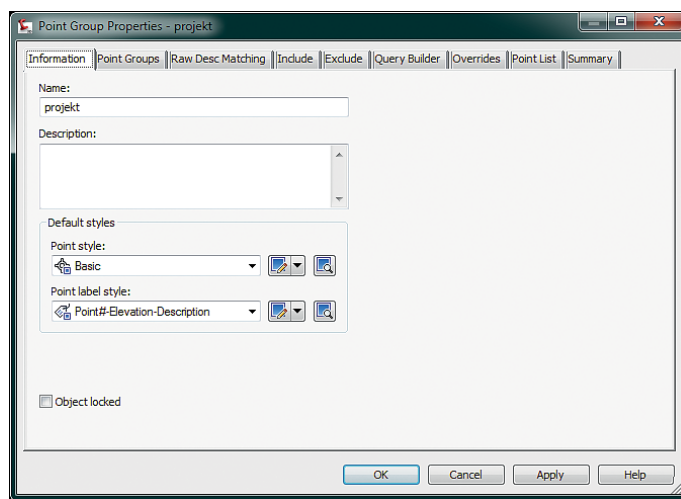 Point Group Properties - projekt
Information Point Groups Raw Desc Matching Include Exclude Query Builder Overrides Point List Summary
Name:
projekt
Description:
Default styles
Point style:
Basic
Point label style:
Point#-Elevation-Description
Object locked
OK Cancel Apply Help